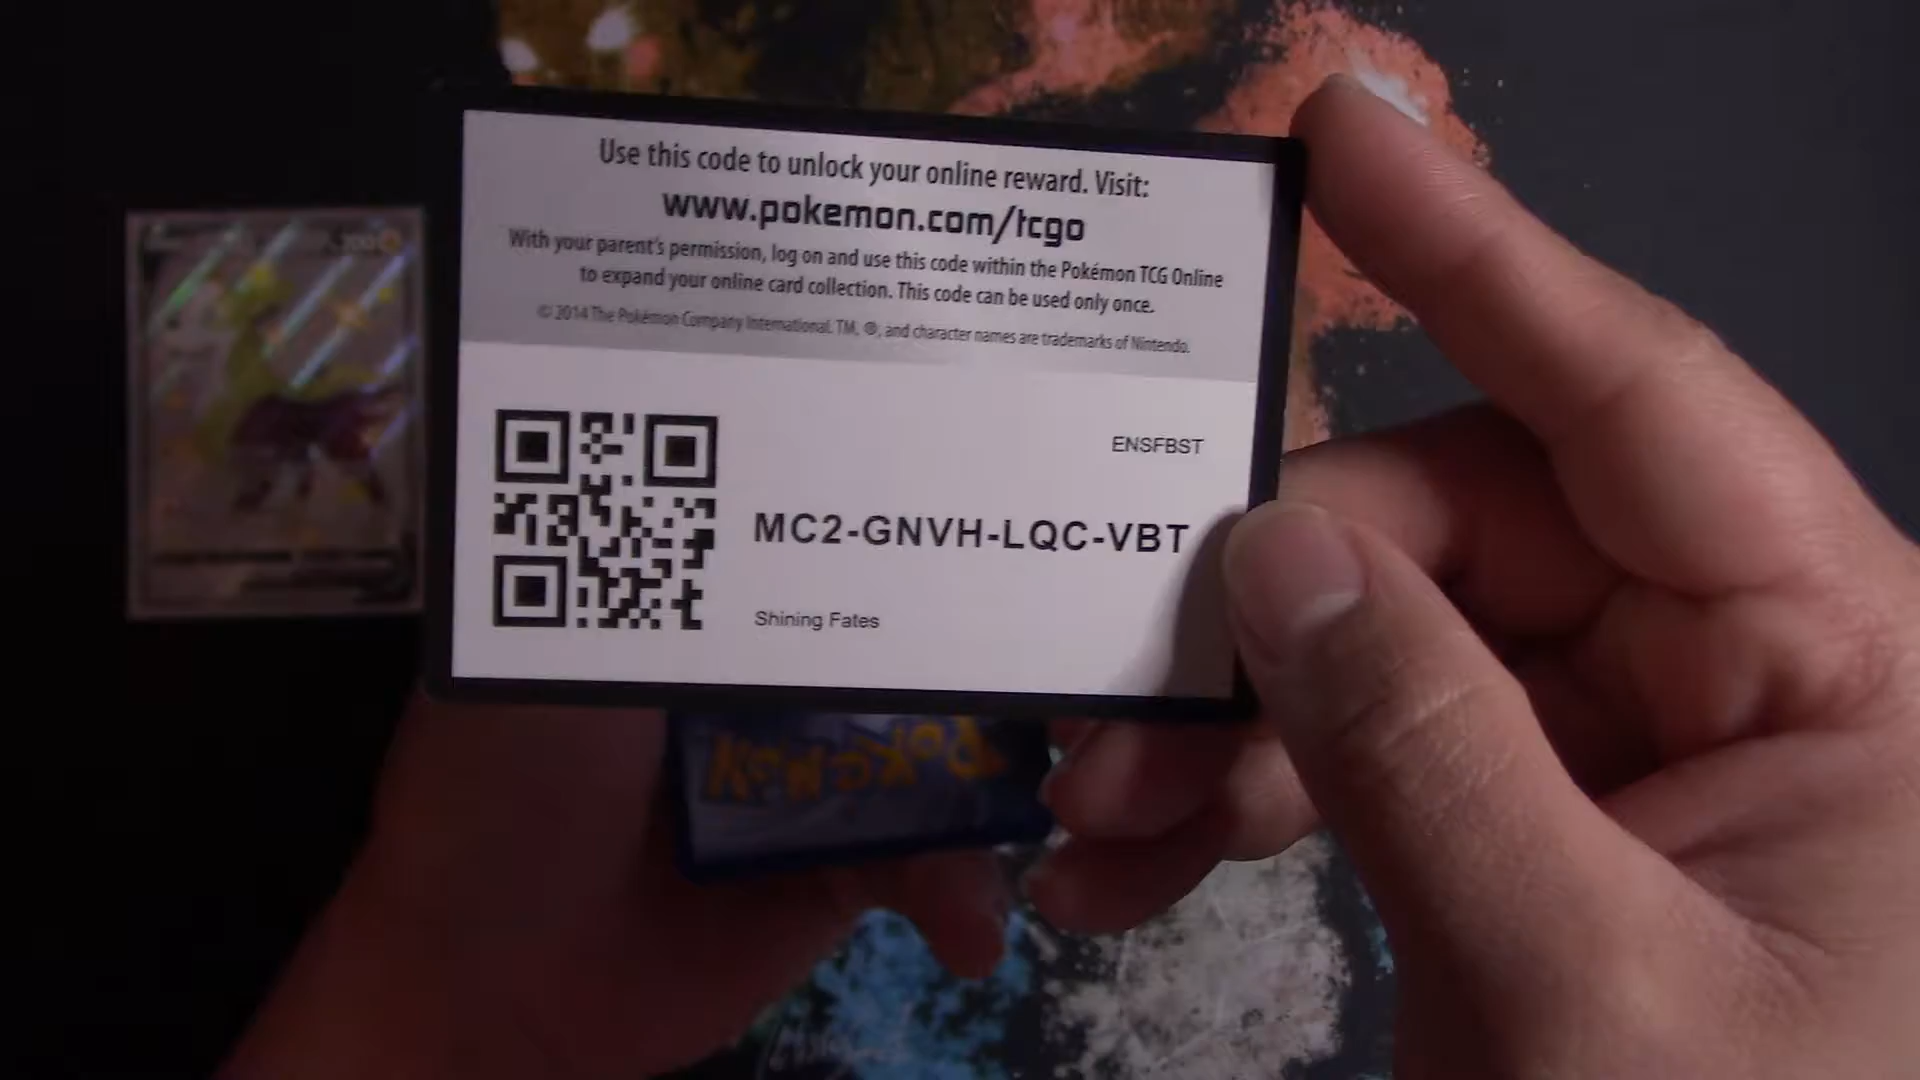 Use this code to unlock your online reward. Visit:
www.pokemon.com/tcgo
With your parent's permission, log on and use this code within the Pokémon TCG Online
to expand your online card collection. This code can be used only once.
© 2014 The Pokémon Company International. TM, ®, and character names are trademarks of Nintendo.
ENSFBST
MC2-GNVH-LQC-VBT
Shining Fates
POKÉMON